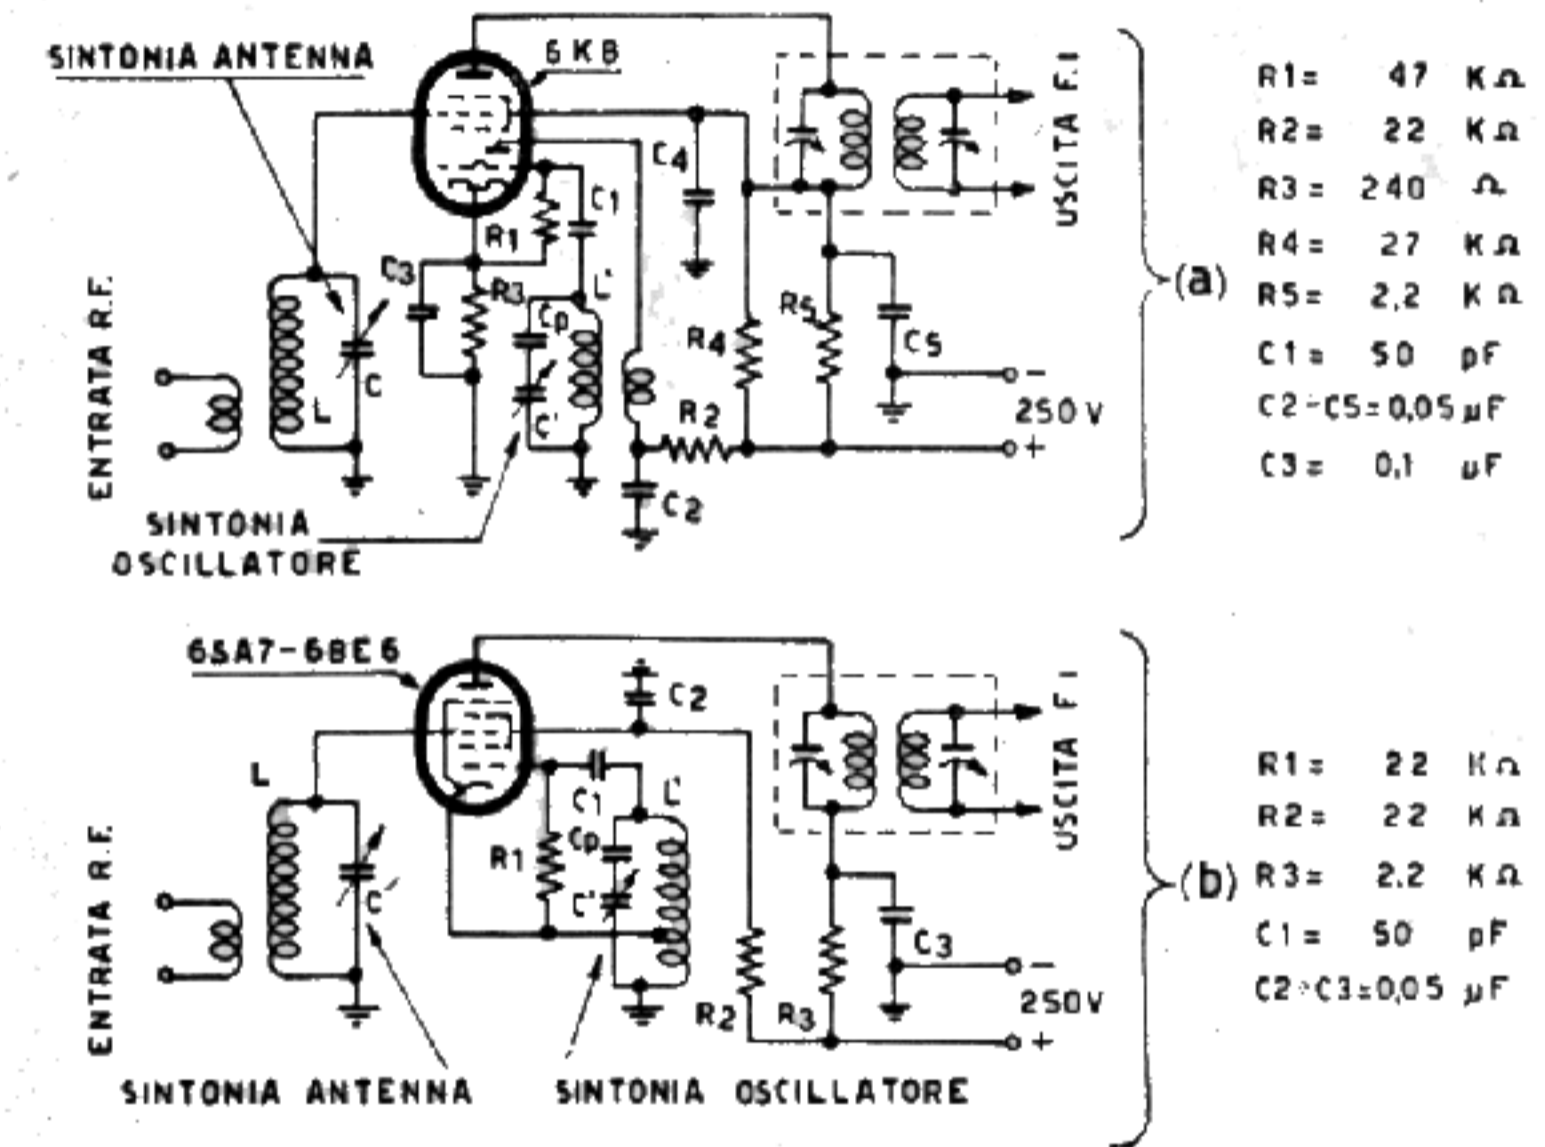 SINTONIA ANTENNA
6K8
C4
C1
R1
C3
R3
L'
Cp
C
L
C'
R4
R5
C5
R2
C2
250V
-
+
USCITA F.I
ENTRATA R.F.
SINTONIA
OSCILLATORE
(a)
R1= 47 KΩ
R2= 22 KΩ
R3= 240 Ω
R4= 27 KΩ
R5= 2,2 KΩ
C1= 50 pF
C2-C5=0,05 µF
C3= 0,1 µF
6SA7-6BE6
C2
L
C1
L'
R1
Cp
C'
C'
R2
R3
C3
250V
-
+
USCITA F I
ENTRATA R.F.
SINTONIA ANTENNA
SINTONIA OSCILLATORE
(b)
R1= 22 KΩ
R2= 22 KΩ
R3= 2.2 KΩ
C1= 50 pF
C2-C3=0,05 µF